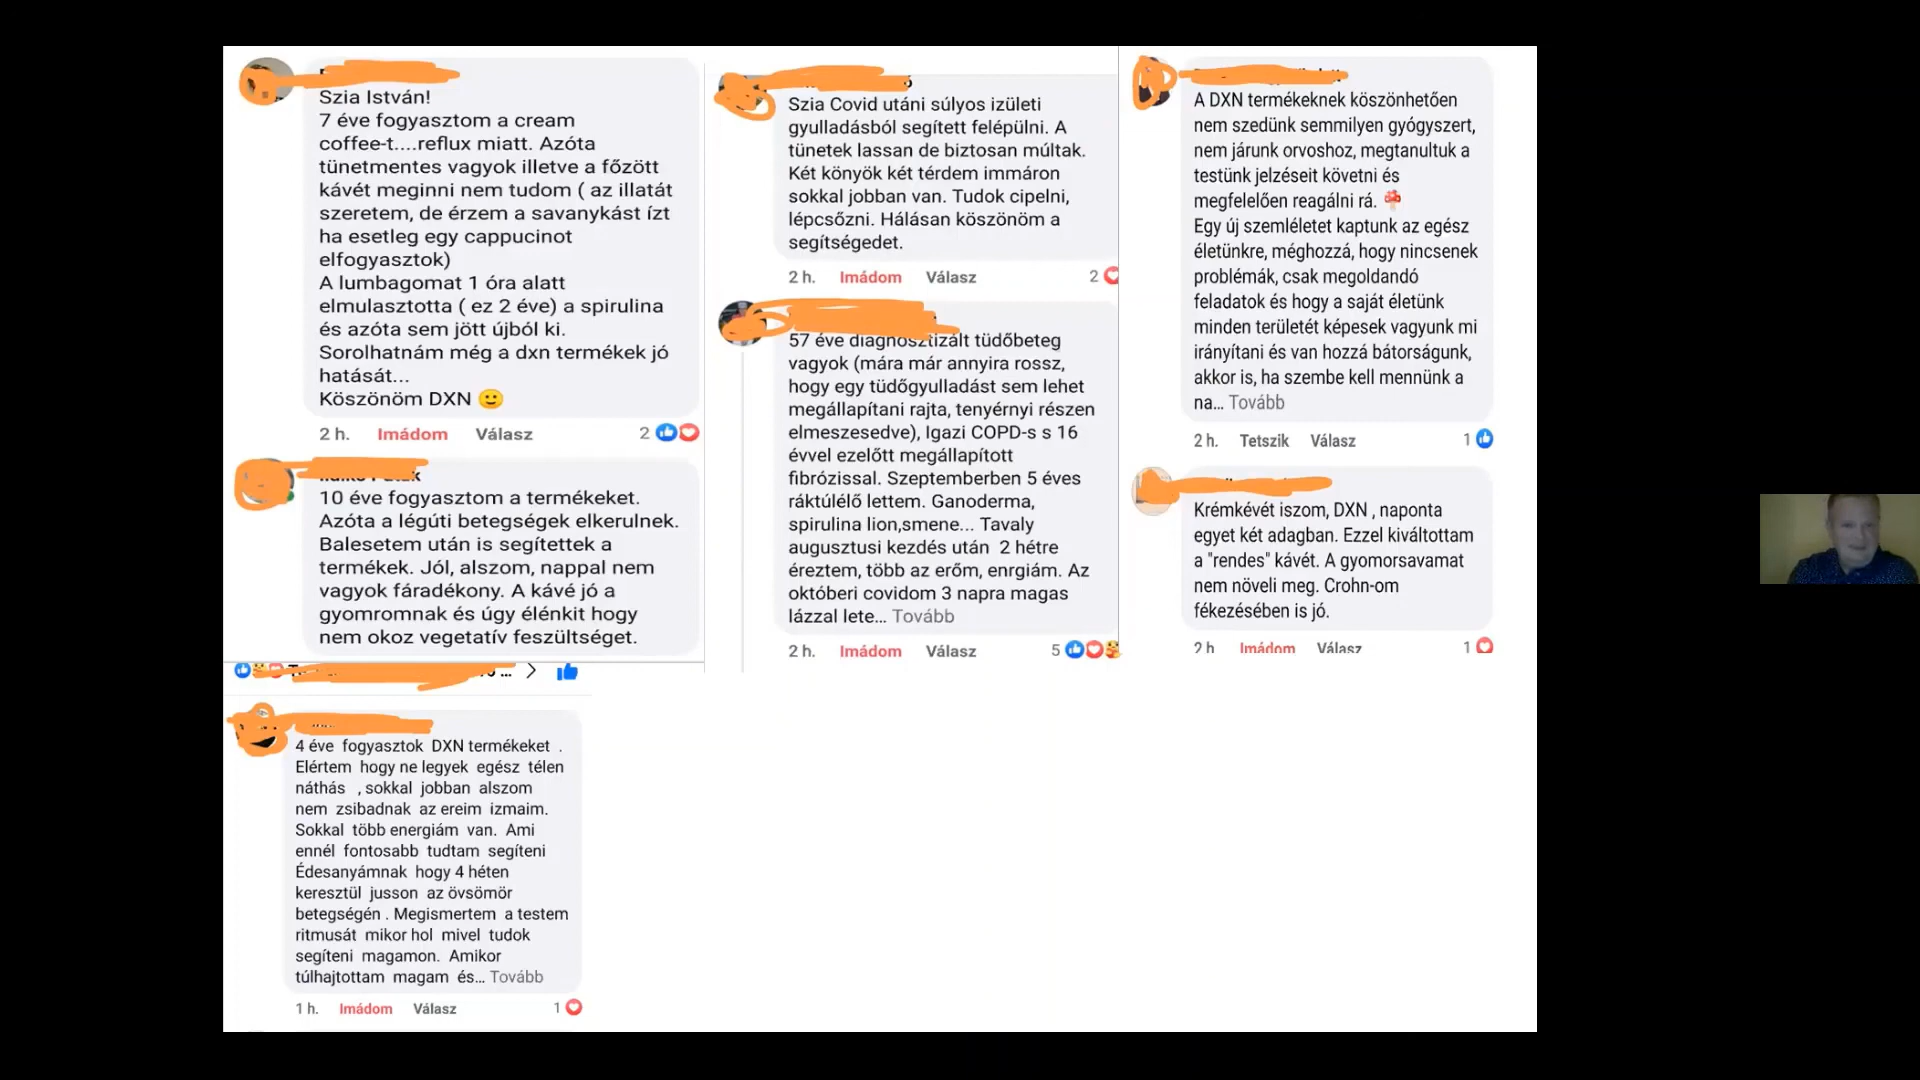 Szia István!
7 éve fogyasztom a cream
coffee-t....reflux miatt. Azóta
tünetmentes vagyok illetve a főzött
kávét meginni nem tudom ( az illatát
szeretem, de érzem a savanykást ízt
ha esetleg egy cappucinot
elfogyasztok)
A lumbagomat 1 óra alatt
elmulasztotta ( ez 2 éve) a spirulina
és azóta sem jött újból ki.
Sorolhatnám még a dxn termékek jó
hatását...
Köszönöm DXN 🙂
2 h. Imádom Válasz 2
10 éve fogyasztom a termékeket.
Azóta a légúti betegségek elkerulnek.
Balesetem után is segítettek a
termékek. Jól, alszom, nappal nem
vagyok fáradékony. A kávé jó a
gyomromnak és úgy élénkit hogy
nem okoz vegetatív feszültséget.
4 éve fogyasztok DXN termékeket .
Elértem hogy ne legyek egész télen
náthás , sokkal jobban alszom
nem zsibadnak az ereim izmaim.
Sokkal több energiám van. Ami
ennél fontosabb tudtam segíteni
Édesanyámnak hogy 4 héten
keresztül jusson az övsömör
betegségén . Megismertem a testem
ritmusát mikor hol mivel tudok
segíteni magamon. Amikor
túlhajtottam magam és... Tovább
1 h. Imádom Válasz 1
Szia Covid utáni súlyos izületi
gyulladásból segített felépülni. A
tünetek lassan de biztosan múltak.
Két könyök két térdem immáron
sokkal jobban van. Tudok cipelni,
lépcsőzni. Hálásan köszönöm a
segítségedet.
2 h. Imádom Válasz 2
57 éve diagnosztizált tüdőbeteg
vagyok (mára már annyira rossz,
hogy egy tüdőgyulladást sem lehet
megállapítani rajta, tenyérnyi részen
elmeszesedve), Igazi COPD-s s 16
évvel ezelőtt megállapított
fibrózissal. Szeptemberben 5 éves
ráktúlélő lettem. Ganoderma,
spirulina lion,smene... Tavaly
augusztusi kezdés után 2 hétre
éreztem, több az erőm, enrgiám. Az
októberi covidom 3 napra magas
lázzal lete... Tovább
2 h. Imádom Válasz 5
A DXN termékeknek köszönhetően
nem szedünk semmilyen gyógyszert,
nem járunk orvoshoz, megtanultuk a
testünk jelzéseit követni és
megfelelően reagálni rá. 🍄
Egy új szemléletet kaptunk az egész
életünkre, méghozzá, hogy nincsenek
problémák, csak megoldandó
feladatok és hogy a saját életünk
minden területét képesek vagyunk mi
irányítani és van hozzá bátorságunk,
akkor is, ha szembe kell mennünk a
na... Tovább
2 h. Tetszik Válasz 1
Krémkévét iszom, DXN , naponta
egyet két adagban. Ezzel kiváltottam
a "rendes" kávét. A gyomorsavamat
nem növeli meg. Crohn-om
fékezésében is jó.
2 h Imádom Válasz 1